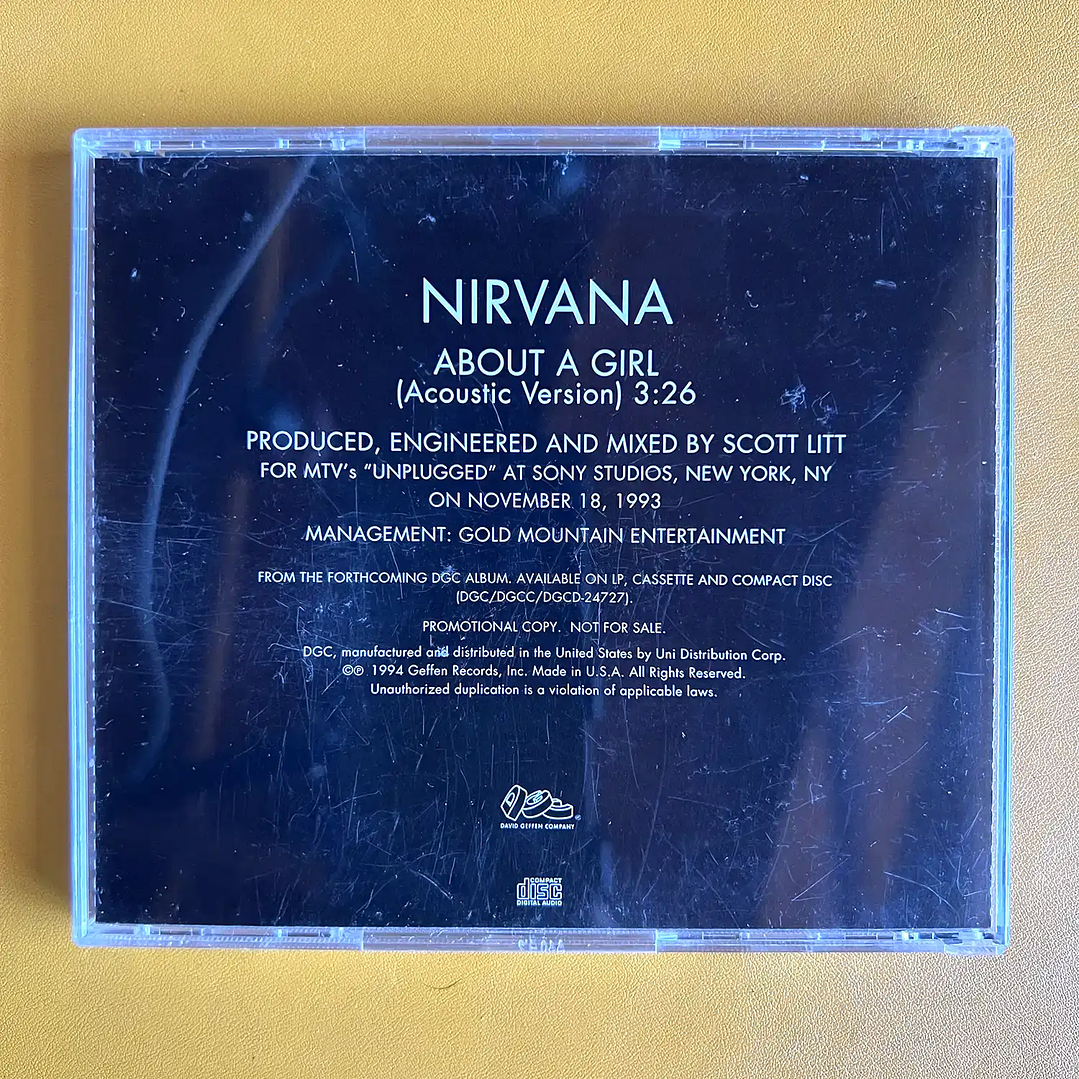 NIRVANA
ABOUT A GIRL
(Acoustic Version) 3:26
PRODUCED, ENGINEERED AND MIXED BY SCOTT LITT
FOR MTV's “UNPLUGGED” AT SONY STUDIOS, NEW YORK, NY
ON NOVEMBER 18, 1993
MANAGEMENT: GOLD MOUNTAIN ENTERTAINMENT
FROM THE FORTHCOMING DGC ALBUM. AVAILABLE ON LP, CASSETTE AND COMPACT DISC
(DGC/DGCC/DGCD-24727).
PROMOTIONAL COPY. NOT FOR SALE.
DGC, manufactured and distributed in the United States by Uni Distribution Corp.
©℗ 1994 Geffen Records, Inc. Made in U.S.A. All Rights Reserved.
Unauthorized duplication is a violation of applicable laws.
DAVID GEFFEN COMPANY
COMPACT
disc
DIGITAL AUDIO